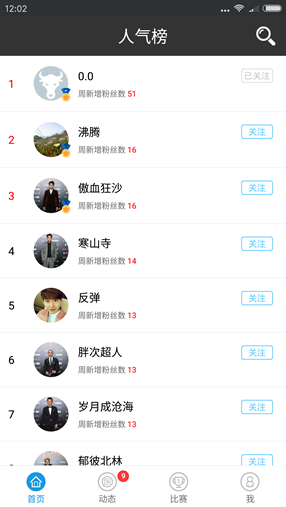 12:02
人气榜
1
0.0
周新增粉丝数 51
已关注
2
沸腾
周新增粉丝数 16
关注
3
傲血狂沙
周新增粉丝数 16
关注
4
寒山寺
周新增粉丝数 14
关注
5
反弹
周新增粉丝数 13
关注
6
胖次超人
周新增粉丝数 13
关注
7
岁月成沧海
周新增粉丝数 13
关注
郁彼北林
首页
动态
9
比赛
我